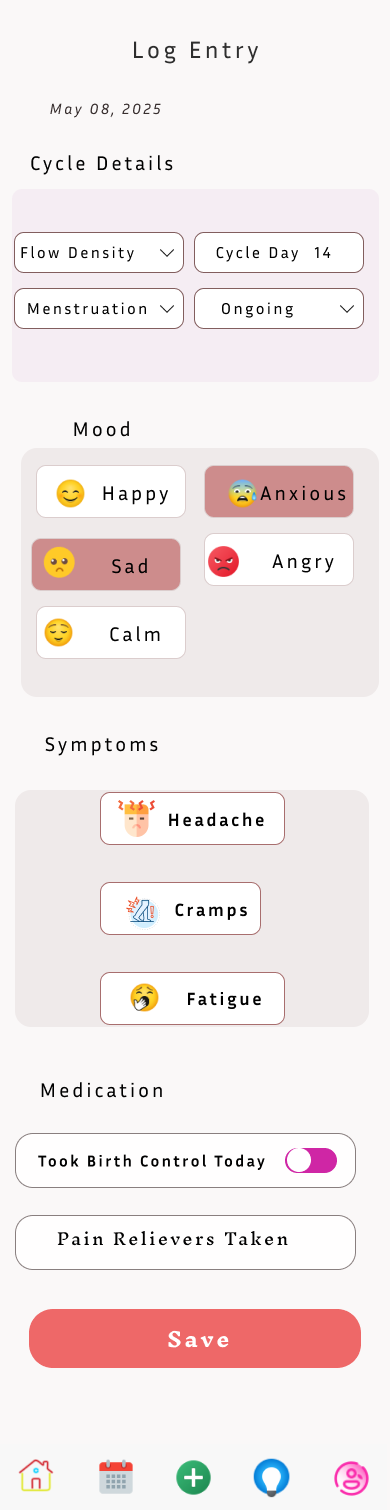 Log Entry
May 08, 2025
Cycle Details
Flow Density
Cycle Day 14
Menstruation
Ongoing
Mood
Happy
Anxious
Sad
Angry
Calm
Symptoms
Headache
Cramps
Fatigue
Medication
Took Birth Control Today
Pain Relievers Taken
Save